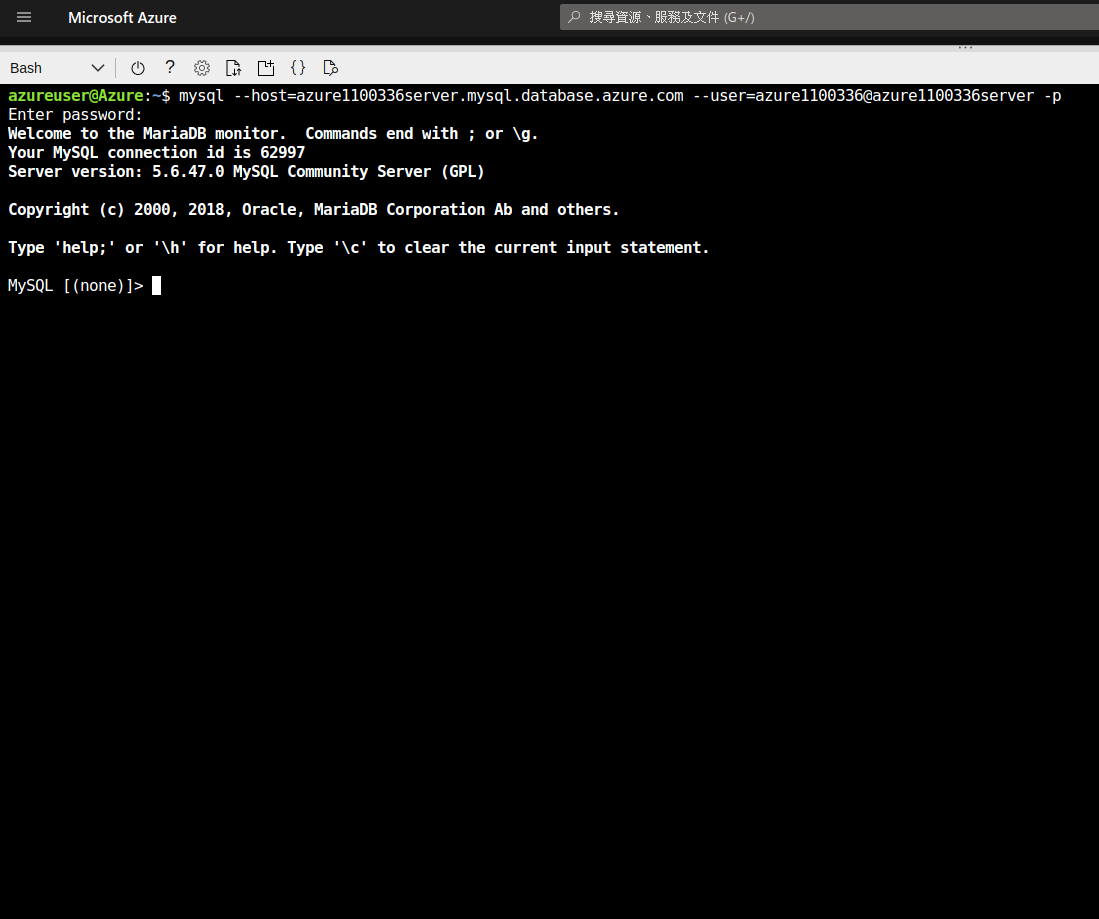 Microsoft Azure
搜尋資源、服務及文件 (G+/)
Bash
azureuser@Azure:~$ mysql --host=azure1100336server.mysql.database.azure.com --user=azure1100336@azure1100336server -p
Enter password:
Welcome to the MariaDB monitor.  Commands end with ; or \g.
Your MySQL connection id is 62997
Server version: 5.6.47.0 MySQL Community Server (GPL)
Copyright (c) 2000, 2018, Oracle, MariaDB Corporation Ab and others.
Type 'help;' or '\h' for help. Type '\c' to clear the current input statement.
MySQL [(none)]>